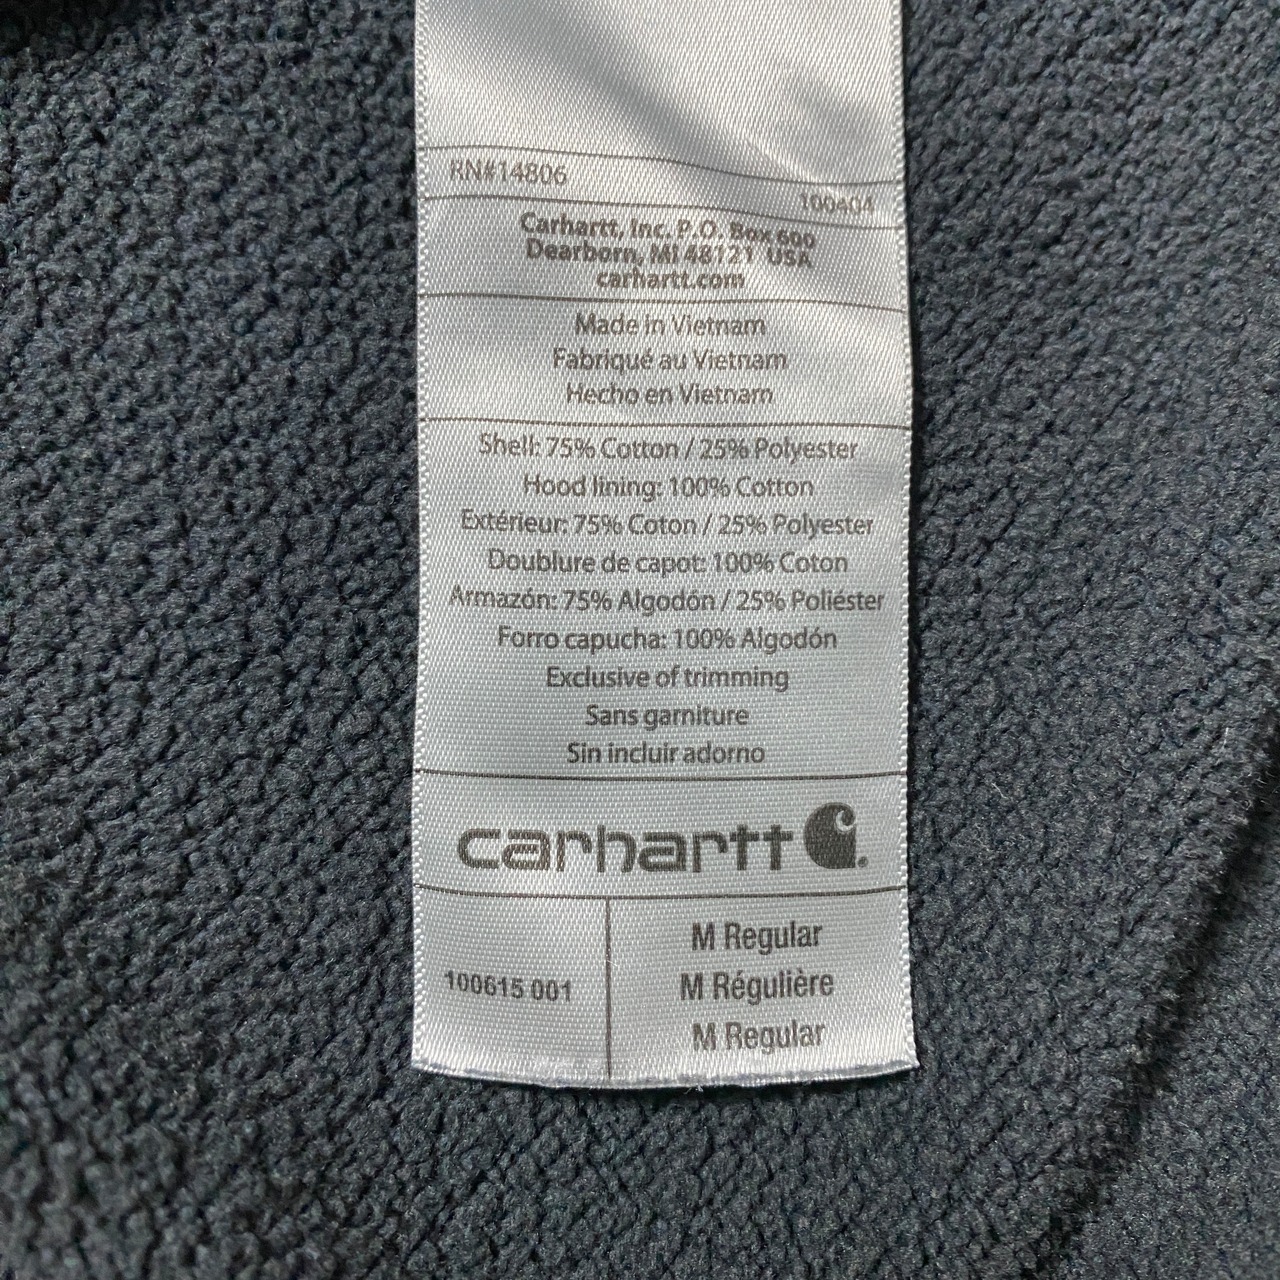 RN#14806
100404
Carhartt, Inc. P.O. Box 600
Dearborn, MI 48121 USA
carhartt.com
Made in Vietnam
Fabriqué au Vietnam
Hecho en Vietnam
Shell: 75% Cotton / 25% Polyester
Hood lining: 100% Cotton
Extérieur: 75% Coton / 25% Polyester
Doublure de capot: 100% Coton
Armazón: 75% Algodón / 25% Poliéster
Forro capucha: 100% Algodón
Exclusive of trimming
Sans garniture
Sin incluir adorno
carhartt
100615 001
M Regular
M Régulière
M Regular